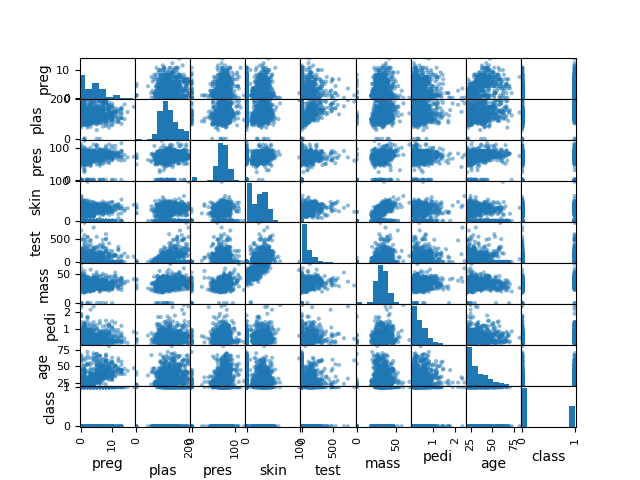 10
preg
0
200
plas
0
100
pres
0
100
skin
0
500
test
0
50
mass
0
2
pedi
1
75
age
50
25
class
0
0 10 0 200 0 100 0 100 0 500 0 50 1 2 25 50 75 0 1
preg plas pres skin test mass pedi age class